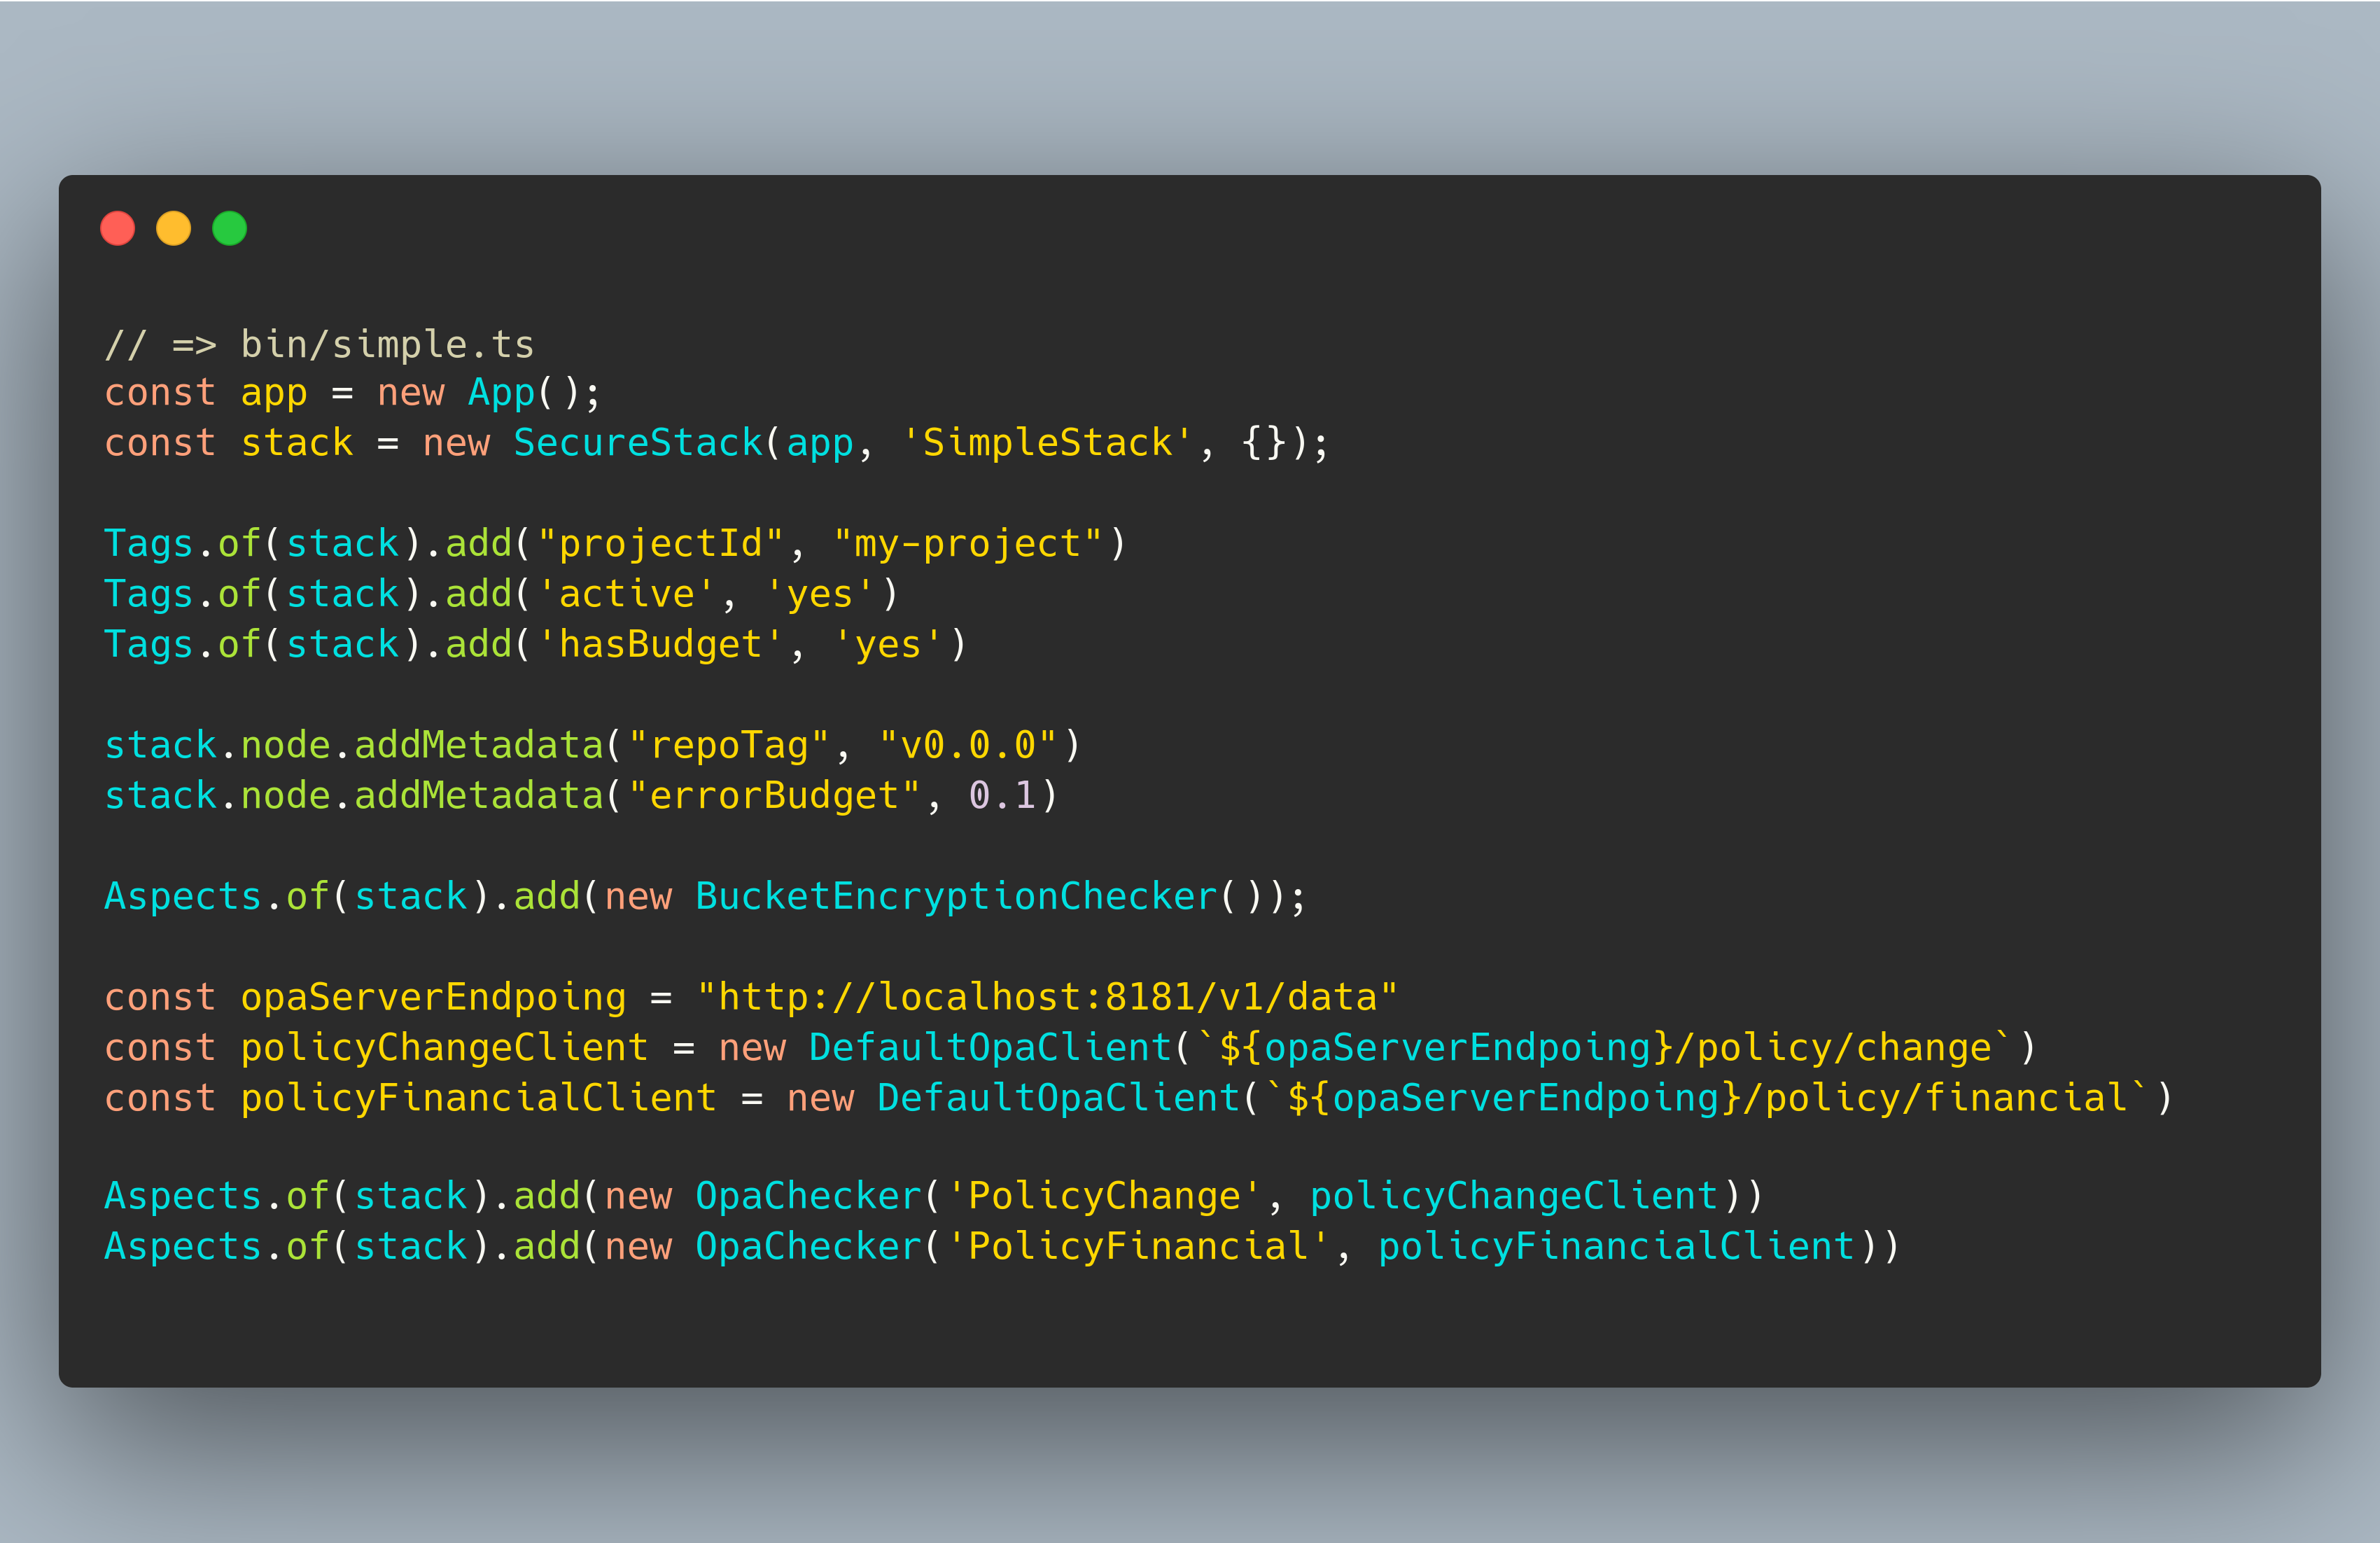 // => bin/simple.ts
const app = new App();
const stack = new SecureStack(app, 'SimpleStack', {});
Tags.of(stack).add("projectId", "my-project")
Tags.of(stack).add('active', 'yes')
Tags.of(stack).add('hasBudget', 'yes')
stack.node.addMetadata("repoTag", "v0.0.0")
stack.node.addMetadata("errorBudget", 0.1)
Aspects.of(stack).add(new BucketEncryptionChecker());
const opaServerEndpoing = "http://localhost:8181/v1/data"
const policyChangeClient = new DefaultOpaClient(`${opaServerEndpoing}/policy/change`)
const policyFinancialClient = new DefaultOpaClient(`${opaServerEndpoing}/policy/financial`)
Aspects.of(stack).add(new OpaChecker('PolicyChange', policyChangeClient))
Aspects.of(stack).add(new OpaChecker('PolicyFinancial', policyFinancialClient))